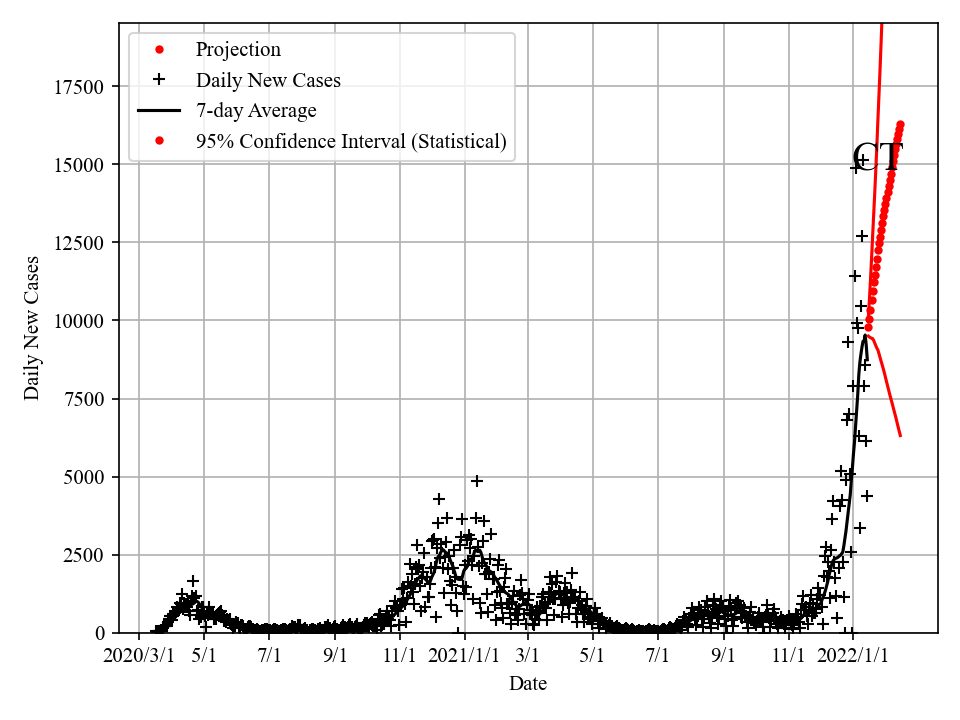 Projection
Daily New Cases
7-day Average
95% Confidence Interval (Statistical)
CT
17500
15000
12500
10000
7500
5000
2500
0
Daily New Cases
2020/3/1 5/1 7/1 9/1 11/1 2021/1/1 3/1 5/1 7/1 9/1 11/1 2022/1/1
Date